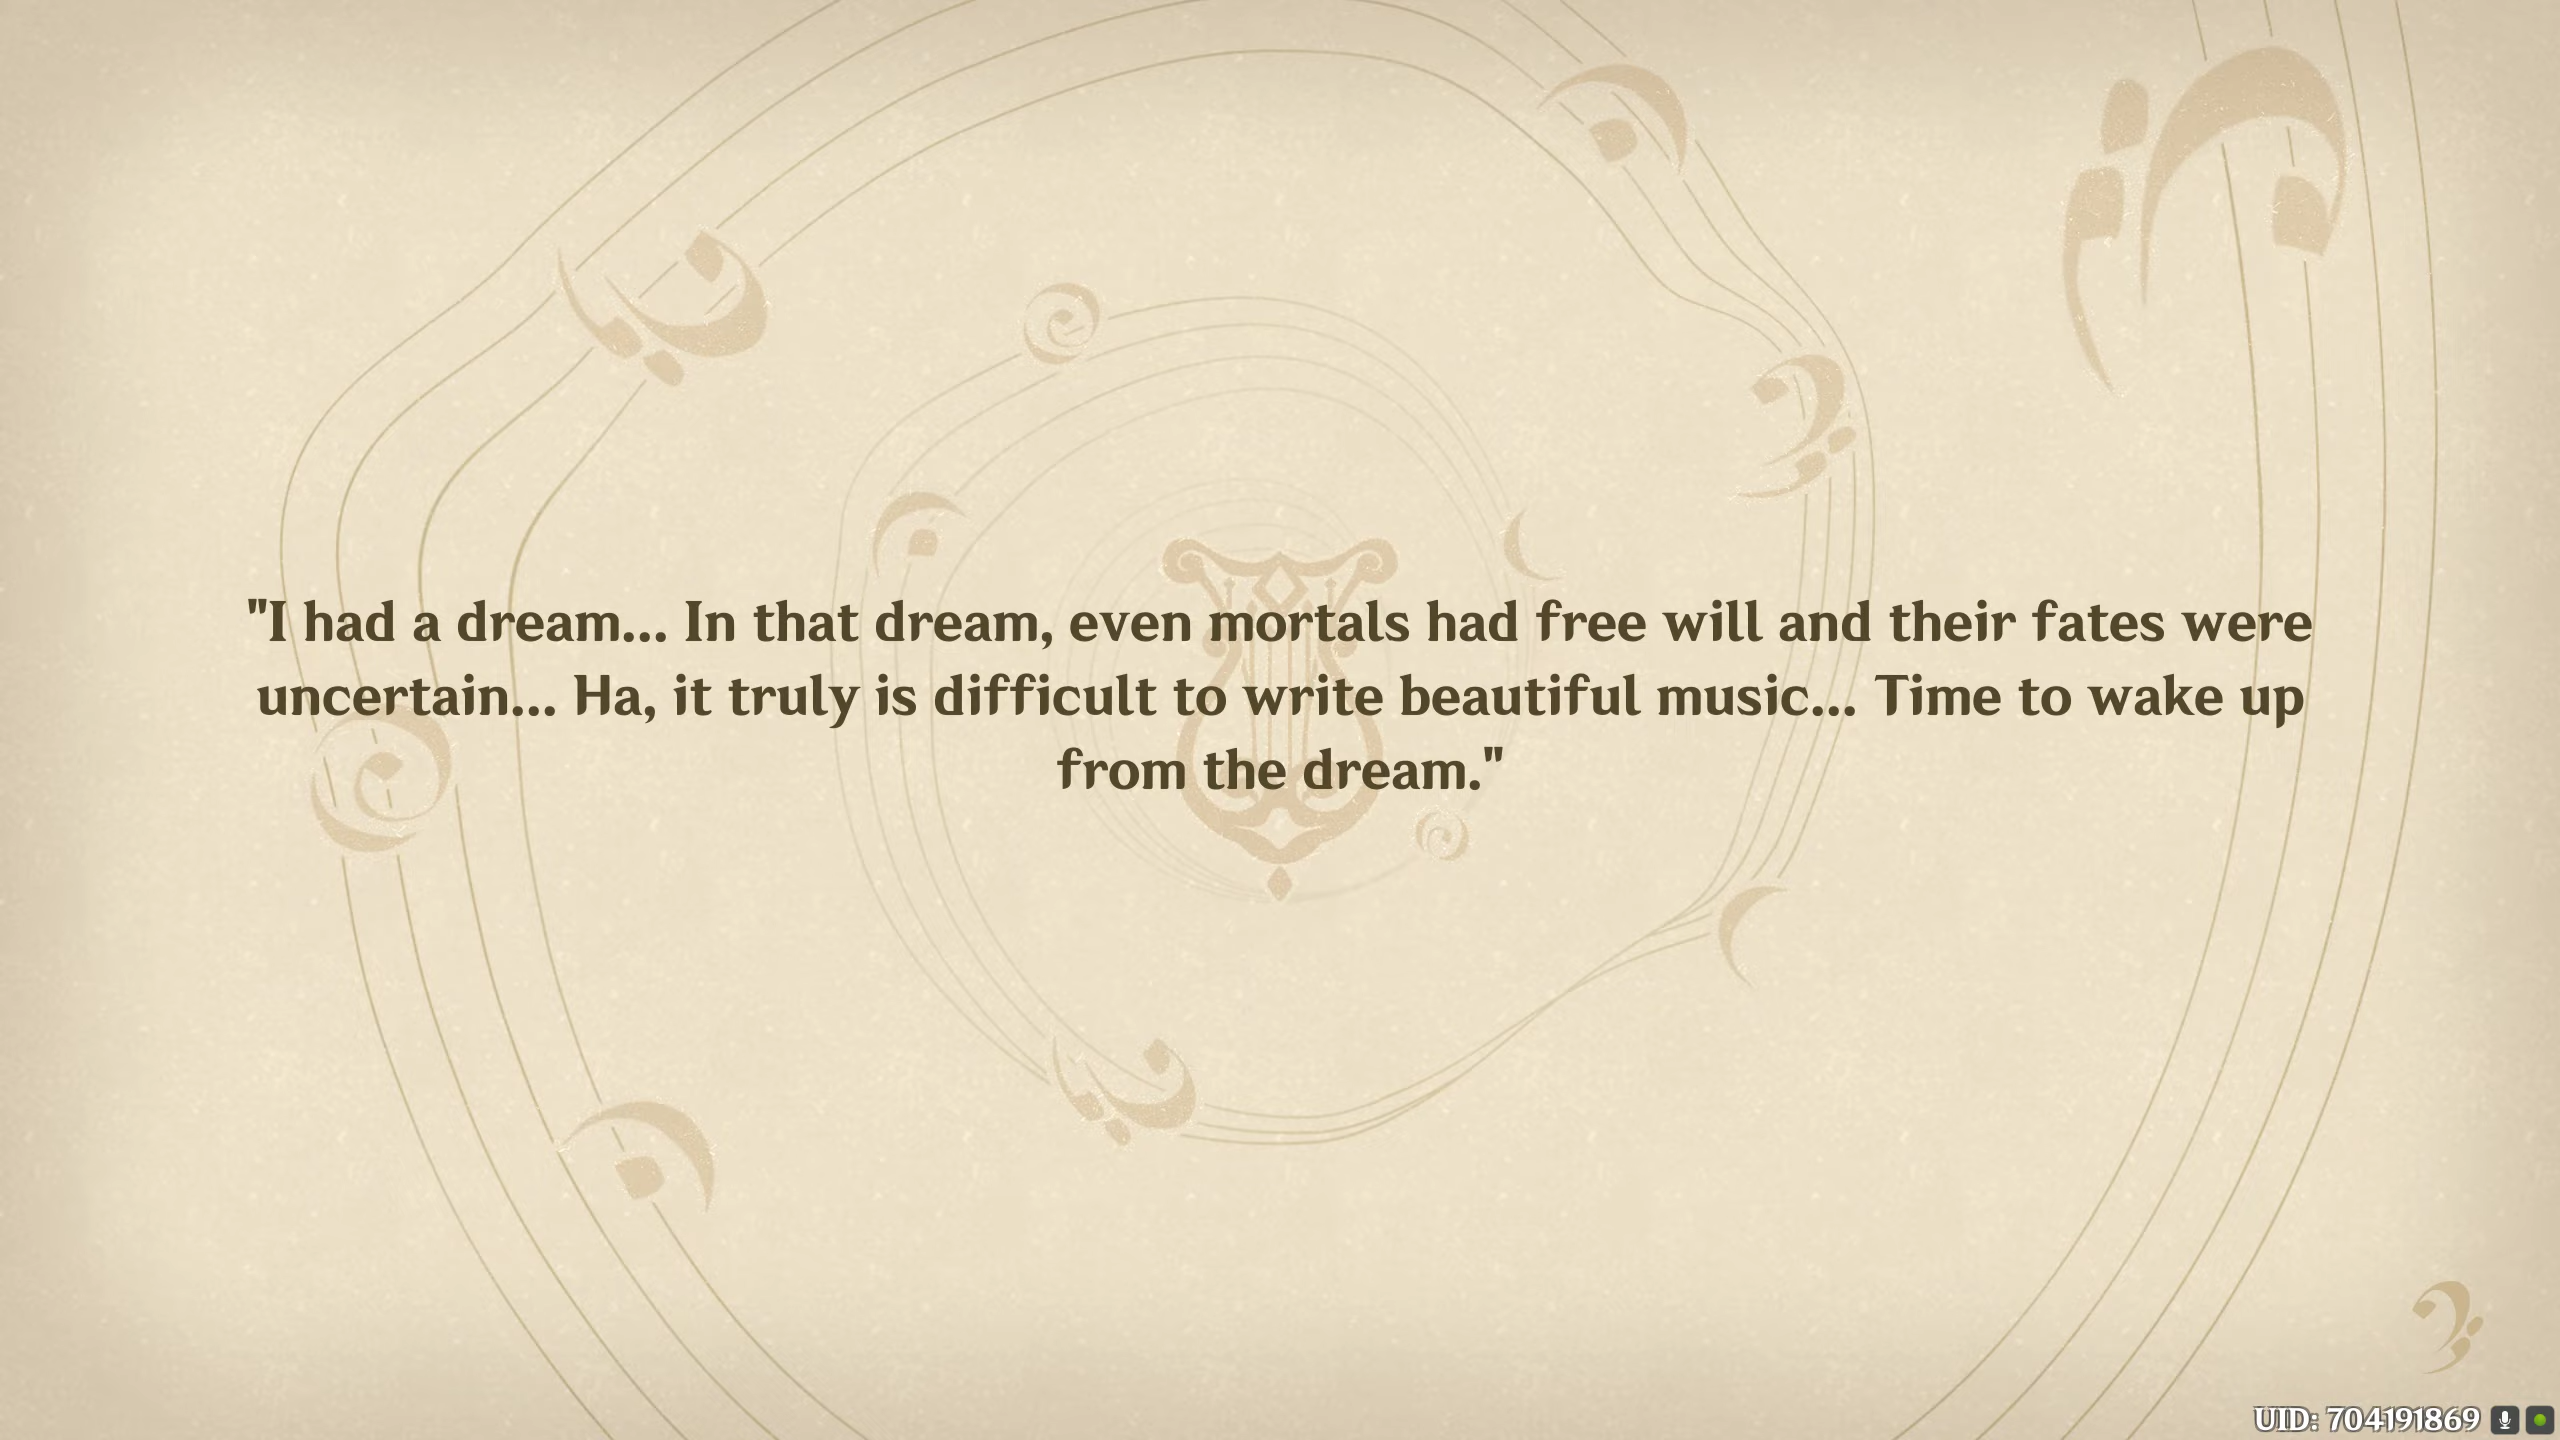 "I had a dream... In that dream, even mortals had free will and their fates were
uncertain... Ha, it truly is difficult to write beautiful music... Time to wake up
from the dream."
UID: 704191869